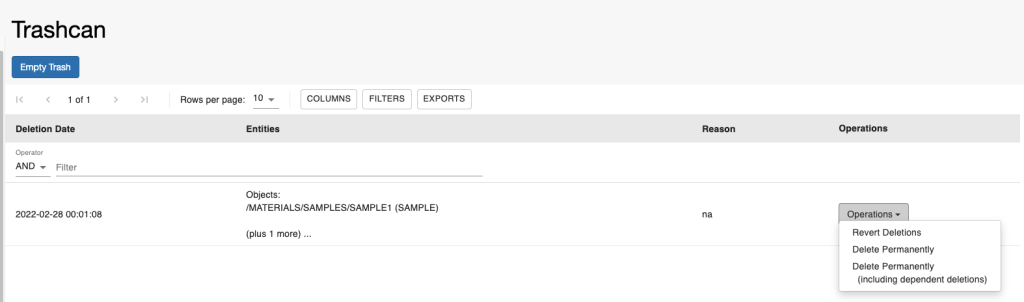 Trashcan
Empty Trash
1 of 1
Rows per page: 10
COLUMNS FILTERS EXPORTS
Deletion Date Entities Reason Operations
Operator
AND Filter
Objects:
/MATERIALS/SAMPLES/SAMPLE1 (SAMPLE)
2022-02-28 00:01:08 na Operations
(plus 1 more) ...
Revert Deletions
Delete Permanently
Delete Permanently
(including dependent deletions)